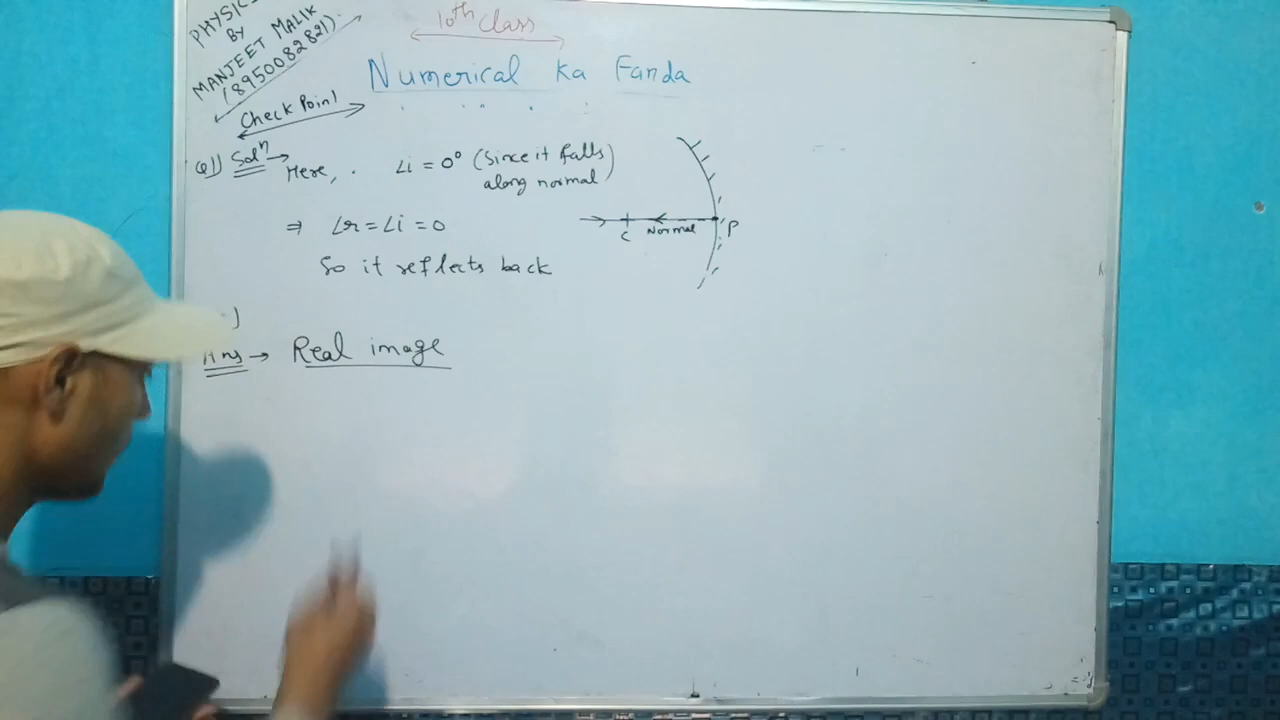 PHYSICS
BY
MANJEET MALIK
(8950082821)
10th Class
Numerical Ka Fanda
Check Point
Q1) Solⁿ → Here, ∠i = 0° (Since it falls
along normal)
⇒ ∠r = ∠i = 0
So it reflects back
C Normal P
)
Ans → Real image